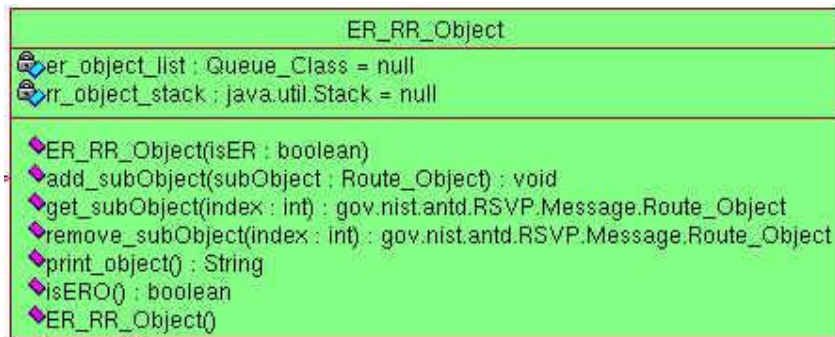 ER_RR_Object
er_object_list : Queue_Class = null
rr_object_stack : java.util.Stack = null
ER_RR_Object(isER : boolean)
add_subObject(subObject : Route_Object) : void
get_subObject(index : int) : gov.nist.antd.RSVP.Message.Route_Object
remove_subObject(index : int) : gov.nist.antd.RSVP.Message.Route_Object
print_object() : String
isERO() : boolean
ER_RR_Object()